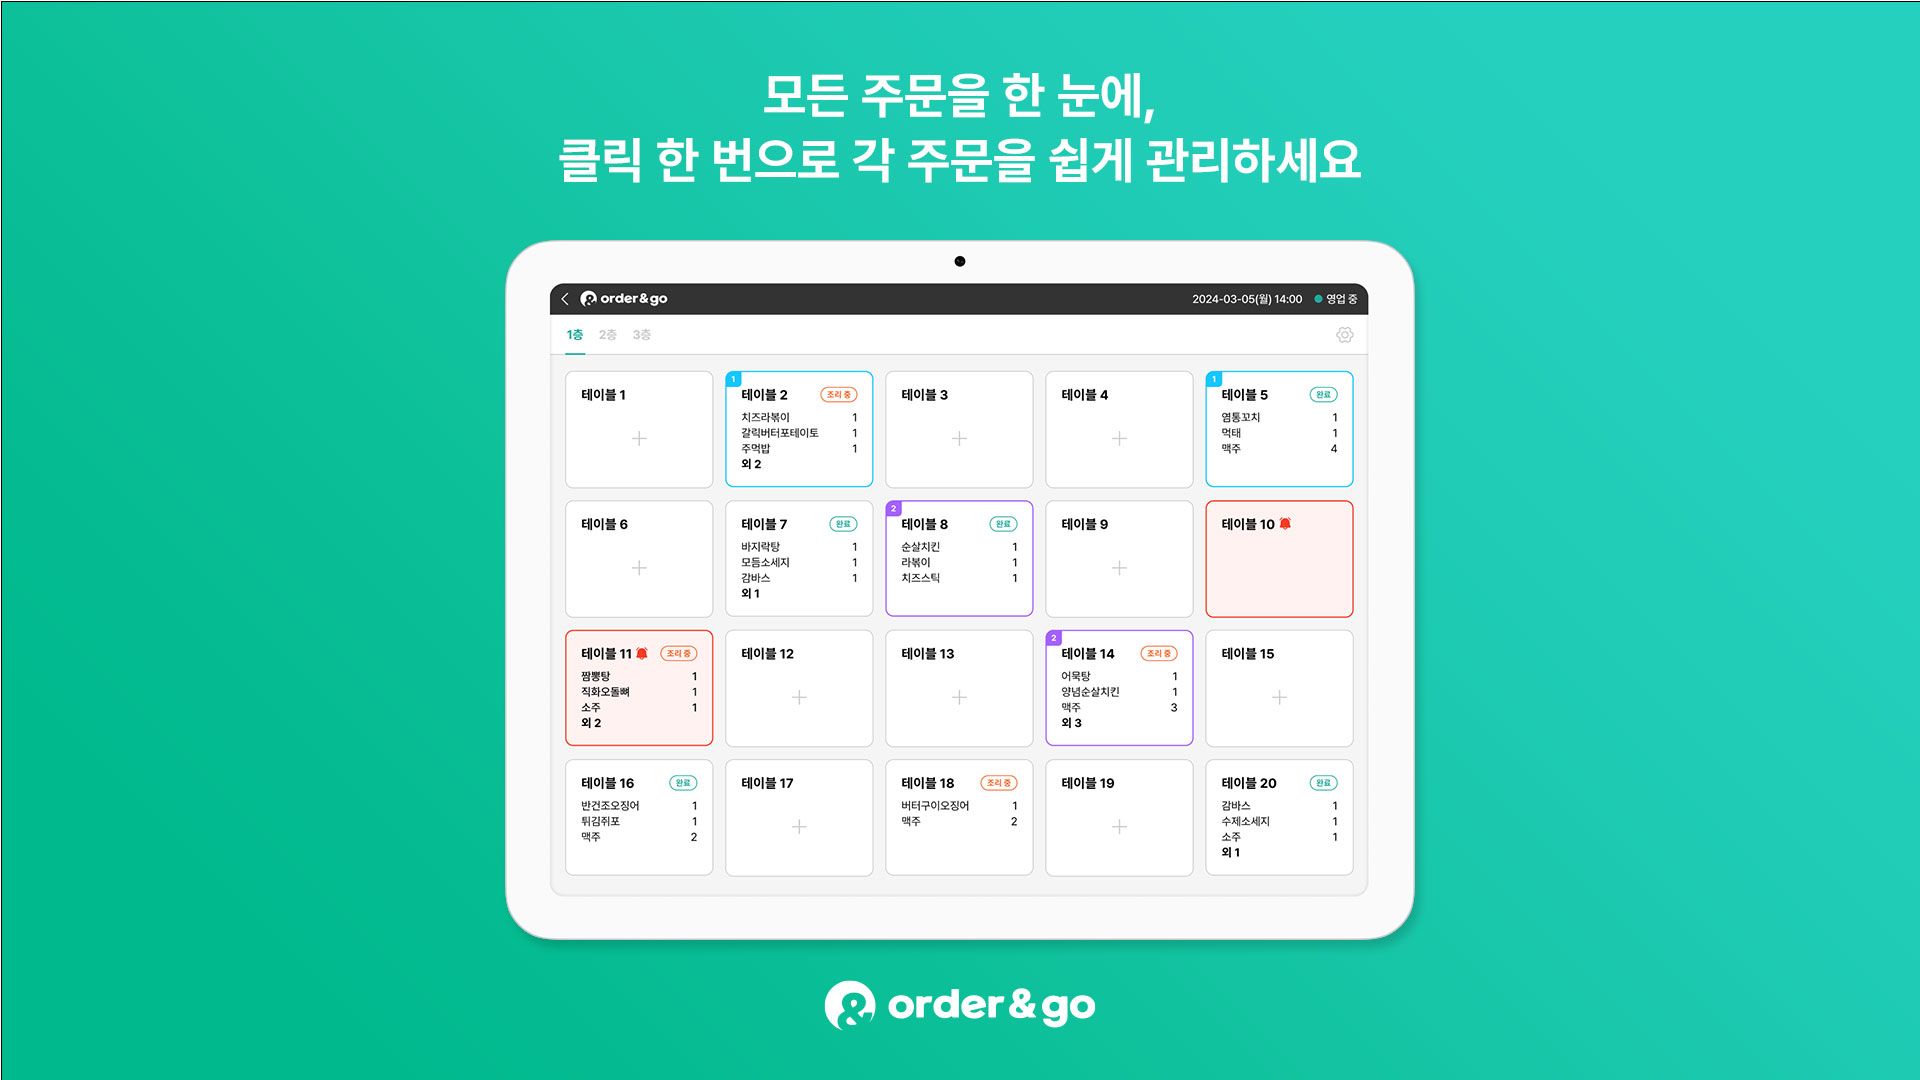 모든 주문을 한 눈에,
클릭 한 번으로 각 주문을 쉽게 관리하세요
order&go
2024-03-05(월) 14:00 영업 중
1층 2층 3층
테이블 1
1
테이블 2 조리 중
치즈라볶이 1
갈릭버터포테이토 1
주먹밥 1
외 2
테이블 3
테이블 4
1
테이블 5 완료
염통꼬치 1
먹태 1
맥주 4
테이블 6
테이블 7 완료
바지락탕 1
모듬소세지 1
감바스 1
외 1
2
테이블 8 완료
순살치킨 1
라볶이 1
치즈스틱 1
테이블 9
테이블 10
테이블 11 조리 중
짬뽕탕 1
직화오돌뼈 1
소주 1
외 2
테이블 12
테이블 13
2
테이블 14 조리 중
어묵탕 1
양념순살치킨 1
맥주 3
외 3
테이블 15
테이블 16 완료
반건조오징어 1
튀김쥐포 1
맥주 2
테이블 17
테이블 18 조리 중
버터구이오징어 1
맥주 2
테이블 19
테이블 20 완료
감바스 1
수제소세지 1
소주 1
외 1
order&go